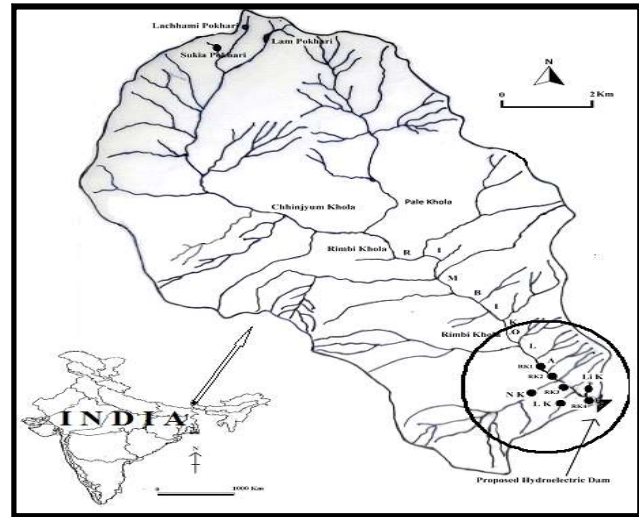 Lachhami Pokhari
Lam Pokhari
Sukia Pokhari
N
0 2 Km
Chhinjyum Khola
Pale Khola
Rimbi Khola
R I M B I K O L A
Rimbi Khola
RK1
RK2
RK3
Li K
N K
L K
RK4
INDIA
N
0 1000 Km
Proposed Hydroelectric Dam